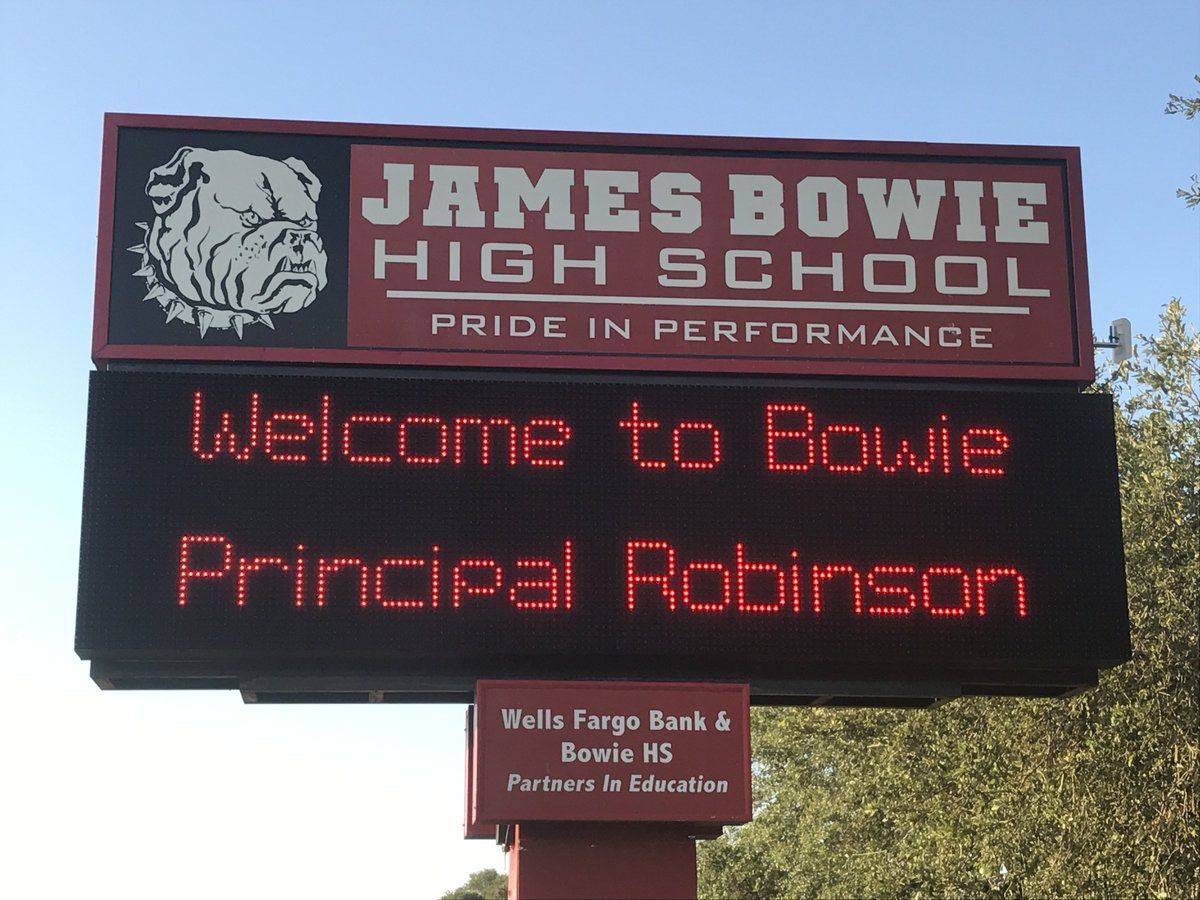 JAMES BOWIE
HIGH SCHOOL
PRIDE IN PERFORMANCE
Welcome to Bowie
Principal Robinson
Wells Fargo Bank &
Bowie HS
Partners In Education